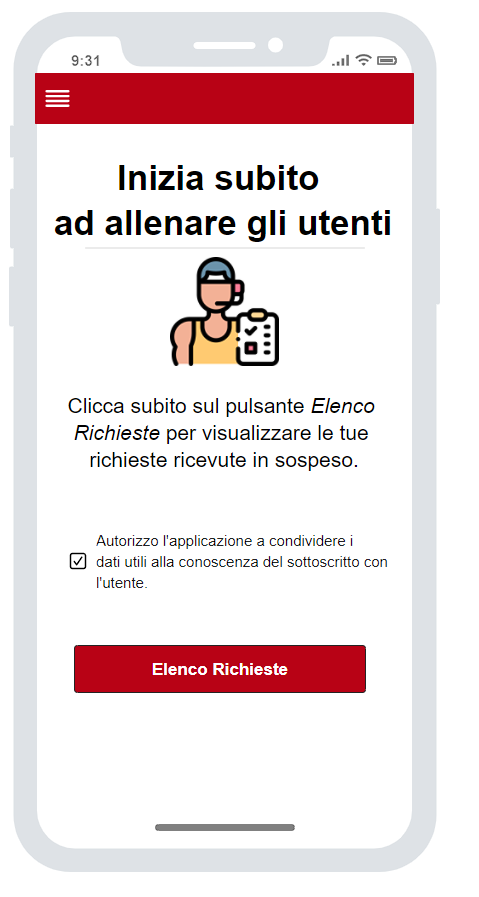 9:31
Inizia subito
ad allenare gli utenti
Clicca subito sul pulsante Elenco
Richieste per visualizzare le tue
richieste ricevute in sospeso.
Autorizzo l'applicazione a condividere i
dati utili alla conoscenza del sottoscritto con
l'utente.
Elenco Richieste